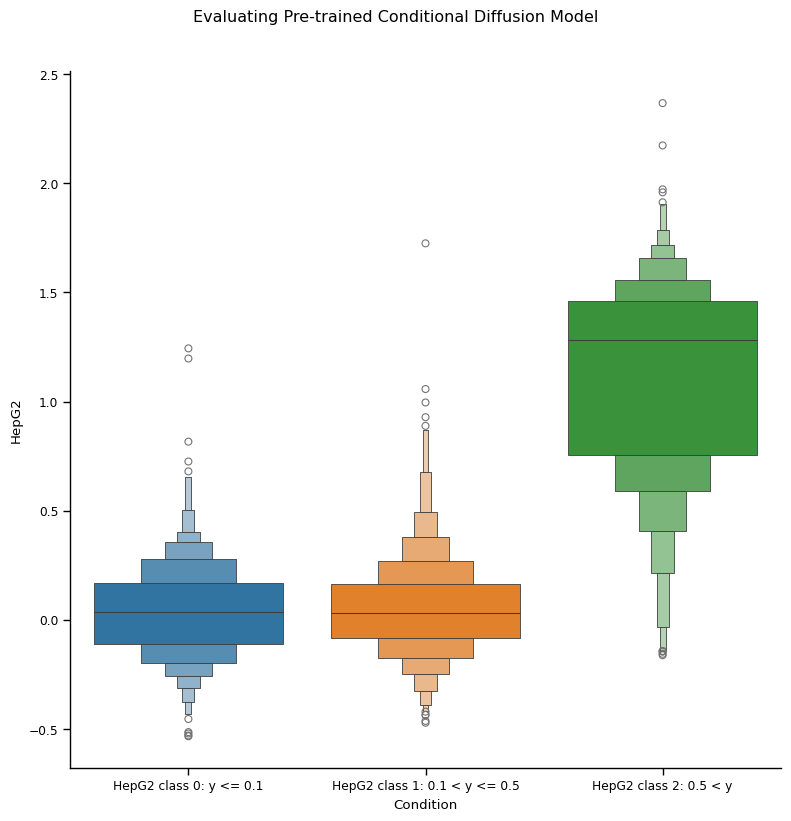 Evaluating Pre-trained Conditional Diffusion Model
2.5
2.0
1.5
1.0
0.5
0.0
−0.5
HepG2
HepG2 class 0: y <= 0.1
HepG2 class 1: 0.1 < y <= 0.5
HepG2 class 2: 0.5 < y
Condition